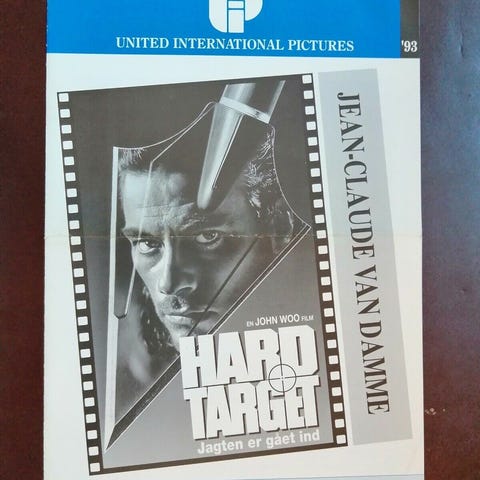 UNITED INTERNATIONAL PICTURES
'93
JEAN-CLAUDE VAN DAMME
EN JOHN WOO FILM
HARD
TARGET
Jagten er gået ind